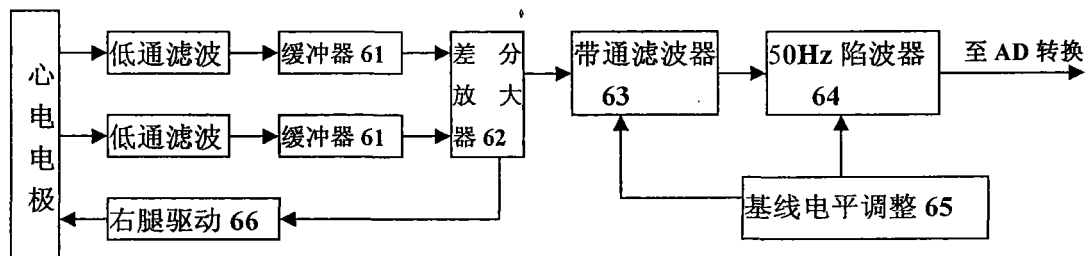 心电电极
低通滤波
缓冲器 61
差分放大器 62
带通滤波器 63
50Hz 陷波器 64
至 AD 转换
低通滤波
缓冲器 61
右腿驱动 66
基线电平调整 65